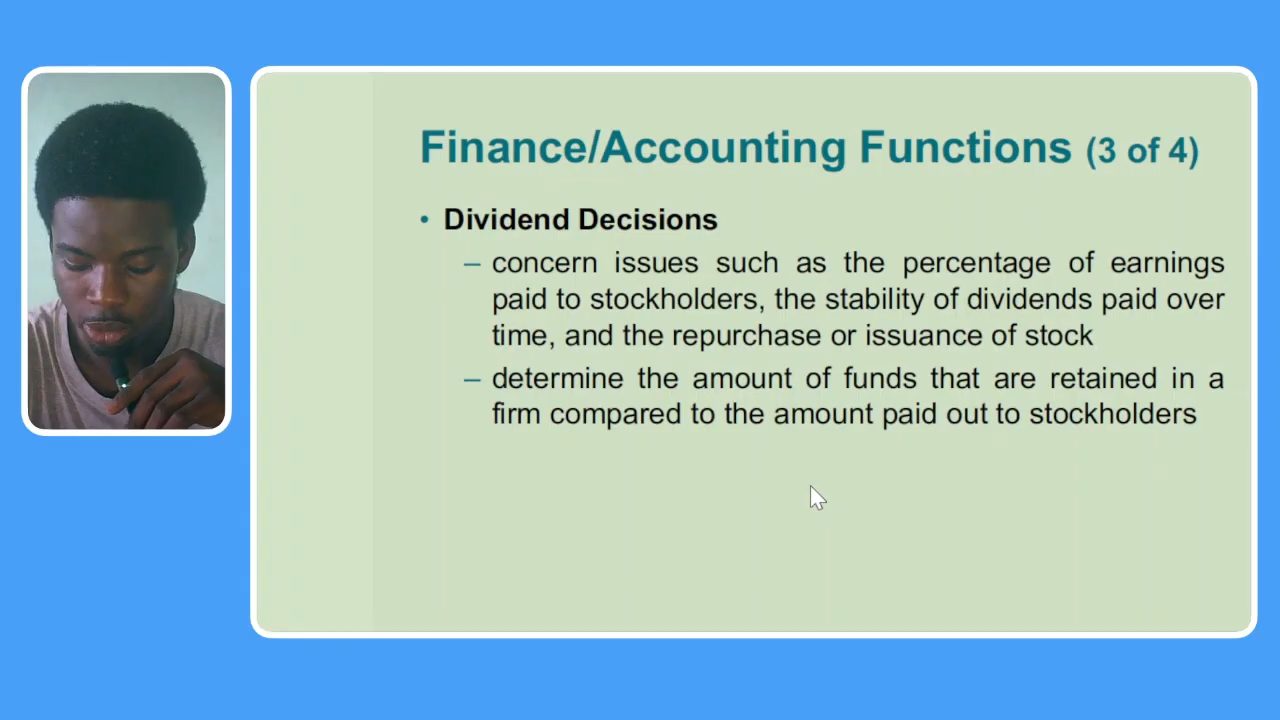 Finance/Accounting Functions (3 of 4)
• Dividend Decisions
– concern issues such as the percentage of earnings
paid to stockholders, the stability of dividends paid over
time, and the repurchase or issuance of stock
– determine the amount of funds that are retained in a
firm compared to the amount paid out to stockholders